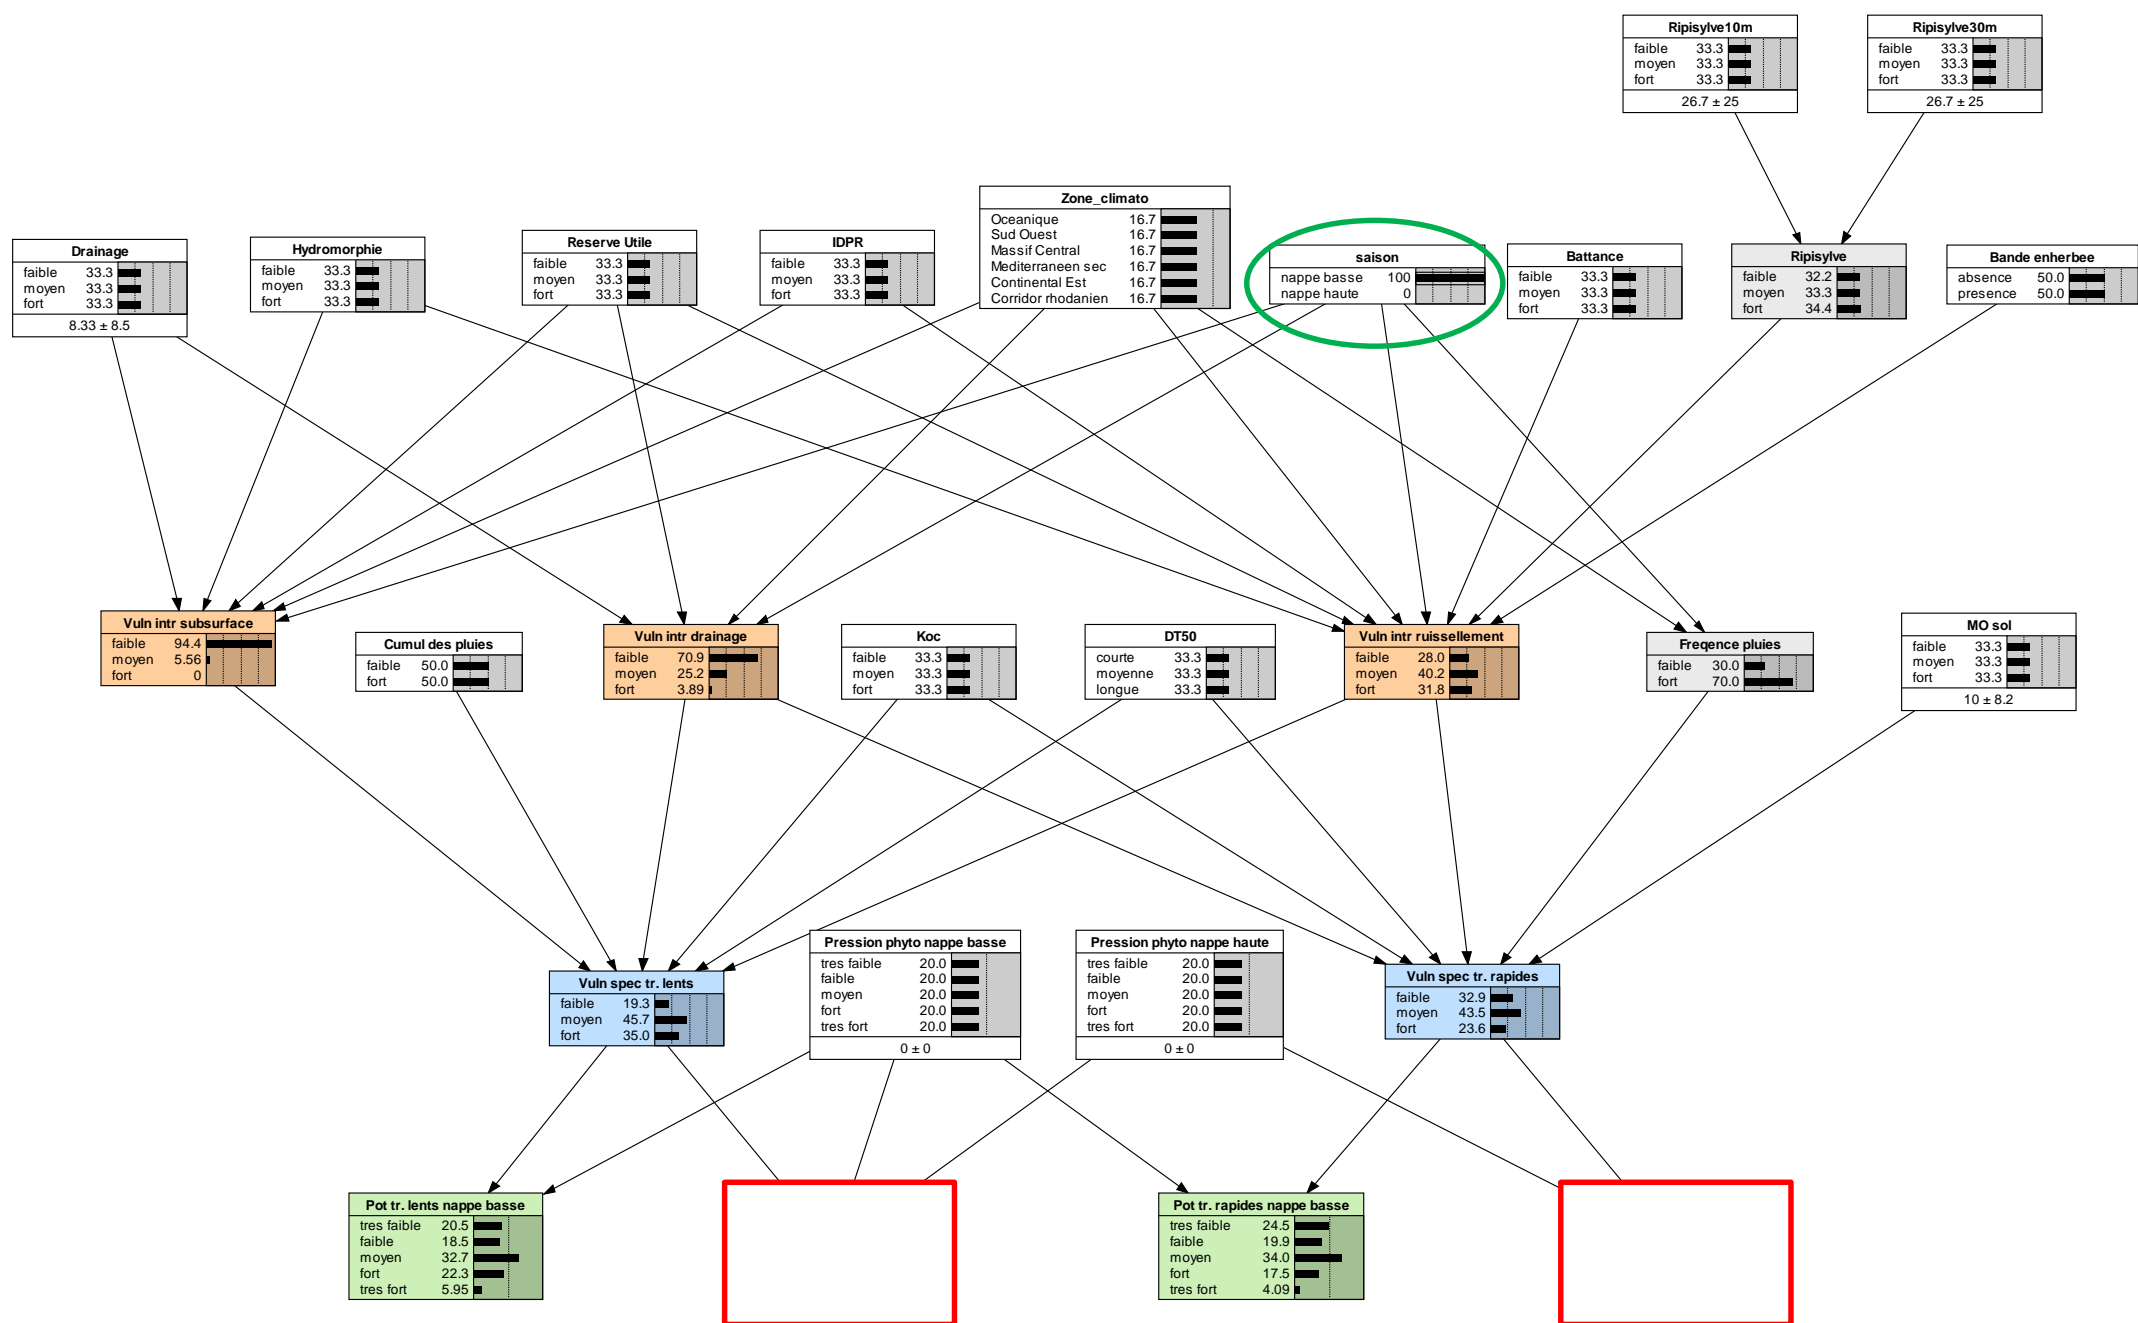 Ripisylve10m
faible 33.3
moyen 33.3
fort 33.3
26.7 ± 25
Ripisylve30m
faible 33.3
moyen 33.3
fort 33.3
26.7 ± 25
Drainage
faible 33.3
moyen 33.3
fort 33.3
8.33 ± 8.5
Hydromorphie
faible 33.3
moyen 33.3
fort 33.3
Reserve Utile
faible 33.3
moyen 33.3
fort 33.3
IDPR
faible 33.3
moyen 33.3
fort 33.3
Zone_climato
Oceanique 16.7
Sud Ouest 16.7
Massif Central 16.7
Mediterraneen sec 16.7
Continental Est 16.7
Corridor rhodanien 16.7
saison
nappe basse 100
nappe haute 0
Battance
faible 33.3
moyen 33.3
fort 33.3
Ripisylve
faible 32.2
moyen 33.3
fort 34.4
Bande enherbee
absence 50.0
presence 50.0
Vuln intr subsurface
faible 94.4
moyen 5.56
fort 0
Cumul des pluies
faible 50.0
fort 50.0
Vuln intr drainage
faible 70.9
moyen 25.2
fort 3.89
Koc
faible 33.3
moyen 33.3
fort 33.3
DT50
courte 33.3
moyenne 33.3
longue 33.3
Vuln intr ruissellement
faible 28.0
moyen 40.2
fort 31.8
Freqence pluies
faible 30.0
fort 70.0
MO sol
faible 33.3
moyen 33.3
fort 33.3
10 ± 8.2
Vuln spec tr. lents
faible 19.3
moyen 45.7
fort 35.0
Pression phyto nappe basse
tres faible 20.0
faible 20.0
moyen 20.0
fort 20.0
tres fort 20.0
0 ± 0
Pression phyto nappe haute
tres faible 20.0
faible 20.0
moyen 20.0
fort 20.0
tres fort 20.0
0 ± 0
Vuln spec tr. rapides
faible 32.9
moyen 43.5
fort 23.6
Pot tr. lents nappe basse
tres faible 20.5
faible 18.5
moyen 32.7
fort 22.3
tres fort 5.95
Pot tr. rapides nappe basse
tres faible 24.5
faible 19.9
moyen 34.0
fort 17.5
tres fort 4.09